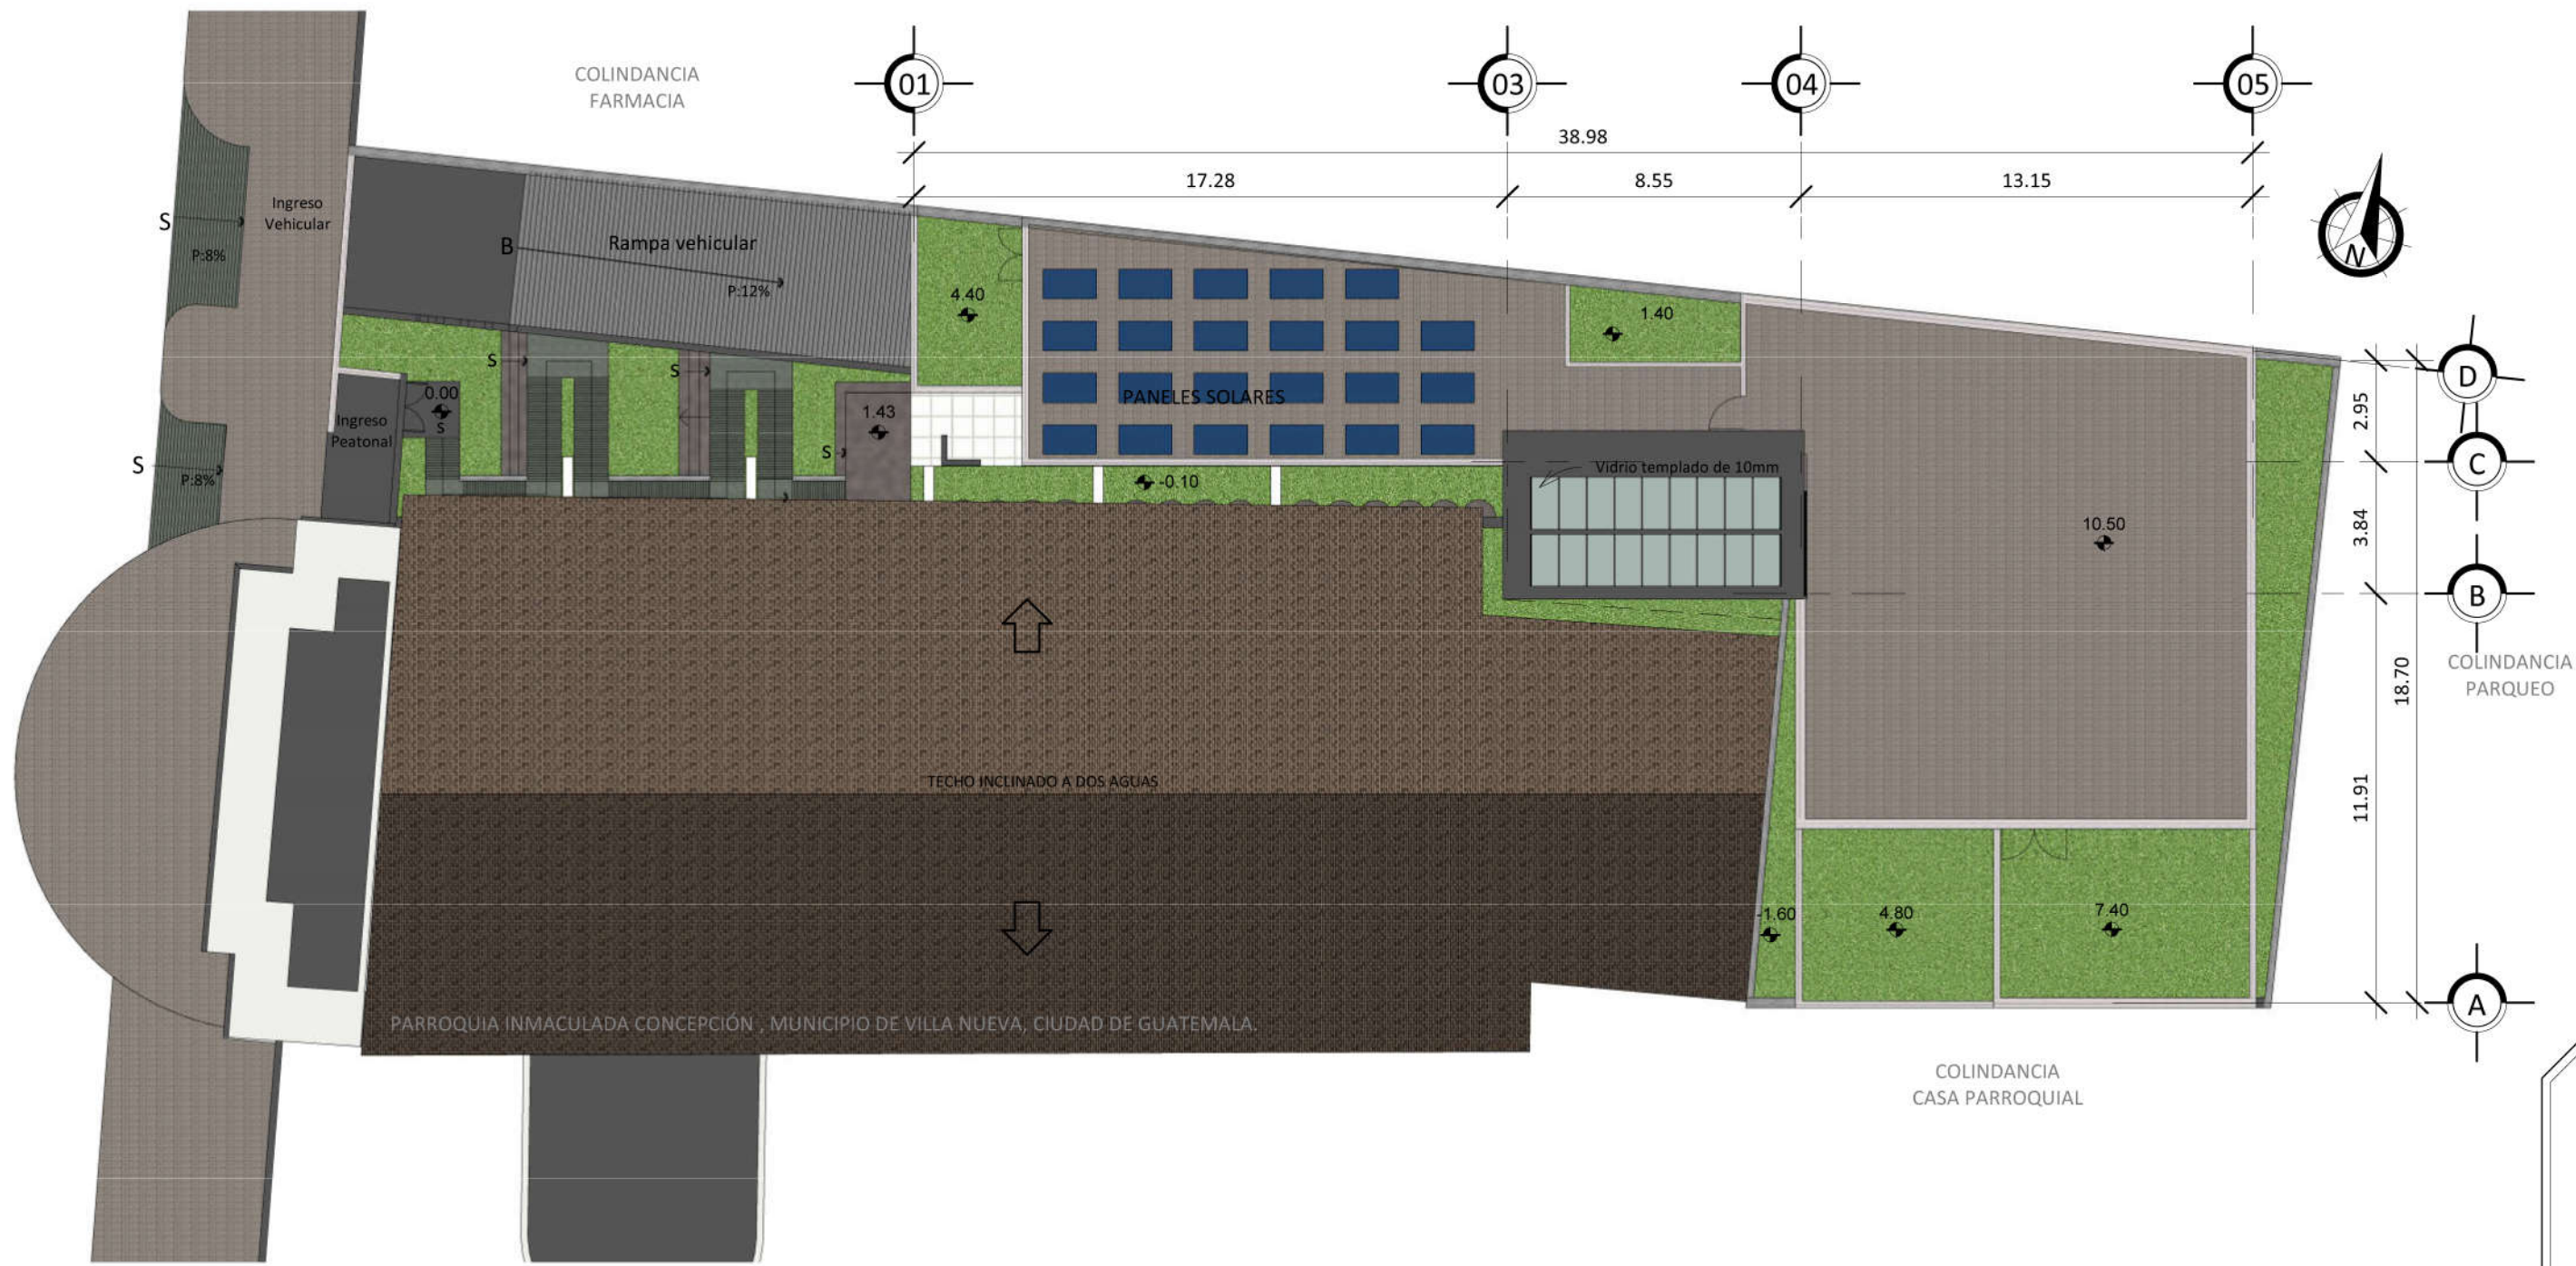 COLINDANCIA
FARMACIA
01
03
04
05
38.98
17.28
8.55
13.15
N
Ingreso
Vehicular
S
P:8%
B
Rampa vehicular
P:12%
4.40
1.40
D
2.95
S
S
PANELES SOLARES
0.00
S
1.43
Ingreso
Peatonal
S
S
P:8%
-0.10
Vidrio templado de 10mm
C
10.50
3.84
B
COLINDANCIA
PARQUEO
18.70
TECHO INCLINADO A DOS AGUAS
11.91
-1.60
4.80
7.40
A
PARROQUIA INMACULADA CONCEPCIÓN , MUNICIPIO DE VILLA NUEVA, CIUDAD DE GUATEMALA.
COLINDANCIA
CASA PARROQUIAL